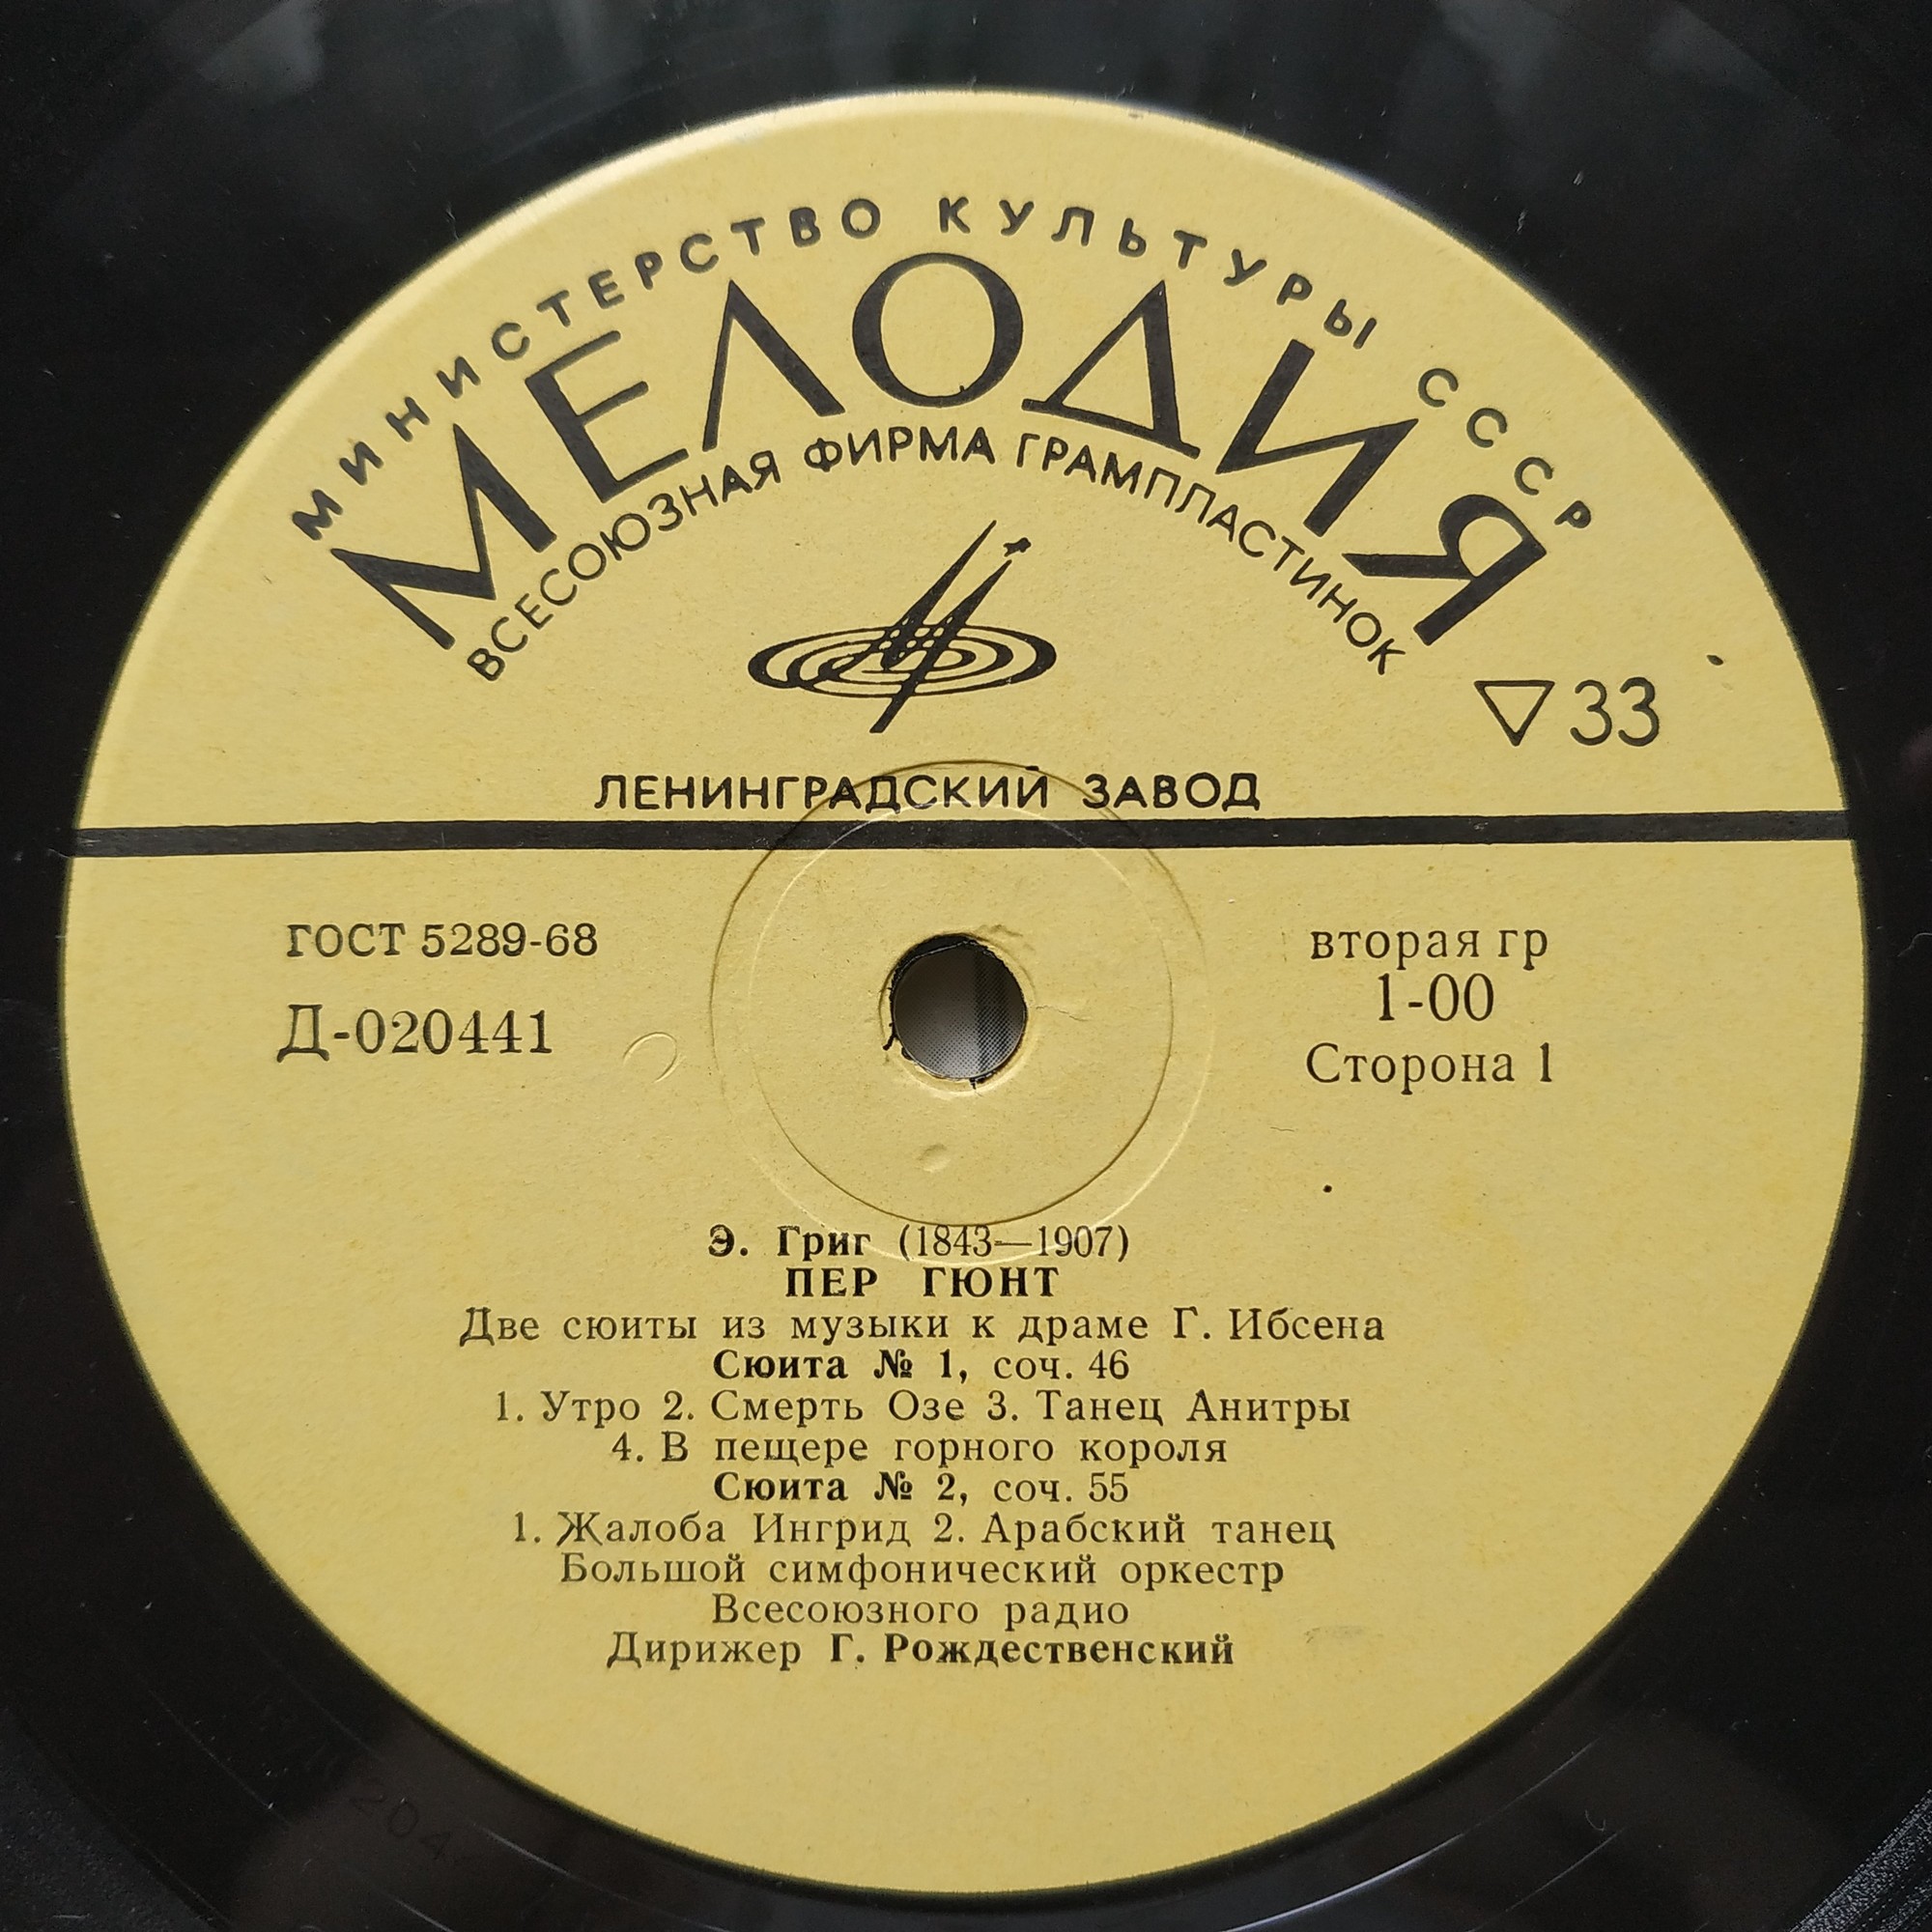 МИНИСТЕРСТВО КУЛЬТУРЫ СССР
МЕЛОДИЯ
ВСЕСОЮЗНАЯ ФИРМА ГРАМПЛАСТИНОК
▽ 33
ЛЕНИНГРАДСКИЙ ЗАВОД
ГОСТ 5289-68
Д-020441
вторая гр
1-00
Сторона 1
Э. Григ (1843—1907)
ПЕР ГЮНТ
Две сюиты из музыки к драме Г. Ибсена
Сюита № 1, соч. 46
1. Утро 2. Смерть Озе 3. Танец Анитры
4. В пещере горного короля
Сюита № 2, соч. 55
1. Жалоба Ингрид 2. Арабский танец
Большой симфонический оркестр
Всесоюзного радио
Дирижер Г. Рождественский